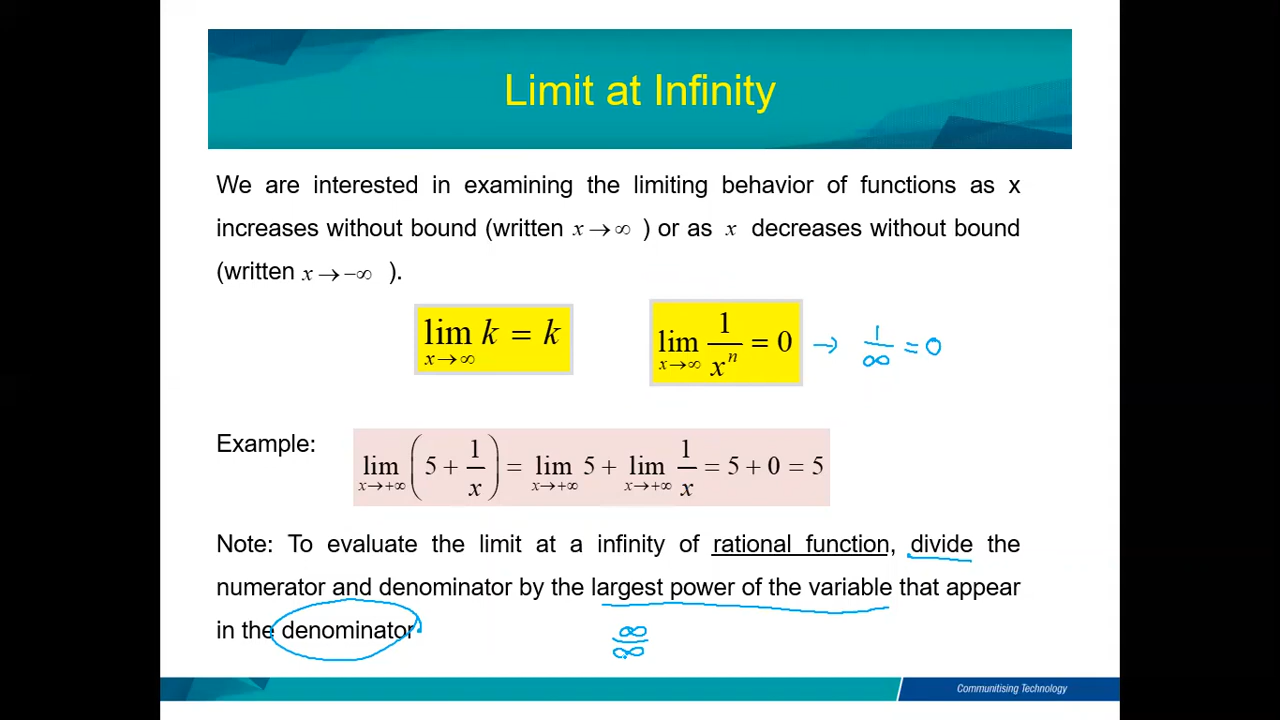 Limit at Infinity
We are interested in examining the limiting behavior of functions as x
increases without bound (written x→∞ ) or as x decreases without bound
(written x→−∞ ).
lim x→∞ k = k
lim x→∞ 1/xⁿ = 0 → 1/∞ = 0
Example: lim x→+∞ (5 + 1/x) = lim x→+∞ 5 + lim x→+∞ 1/x = 5 + 0 = 5
Note: To evaluate the limit at a infinity of rational function, divide the
numerator and denominator by the largest power of the variable that appear
in the denominator
∞/∞
Communitising Technology